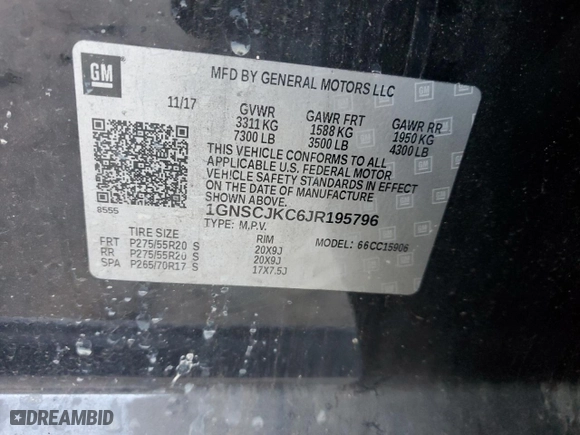 GM
MFD BY GENERAL MOTORS LLC
11/17
GVWR GAWR FRT GAWR RR
3311 KG 1588 KG 1950 KG
7300 LB 3500 LB 4300 LB
THIS VEHICLE CONFORMS TO ALL
APPLICABLE U.S. FEDERAL MOTOR
VEHICLE SAFETY STANDARDS IN EFFECT
ON THE DATE OF MANUFACTURE SHOWN ABOVE.
8555
1GNSCJKC6JR195796
TYPE: M.P.V.
MODEL: 66CC15906
TIRE SIZE RIM
FRT P275/55R20 S 20X9J
RR P275/55R20 S 20X9J
SPA P265/70R17 S 17X7.5J
DREAMBID